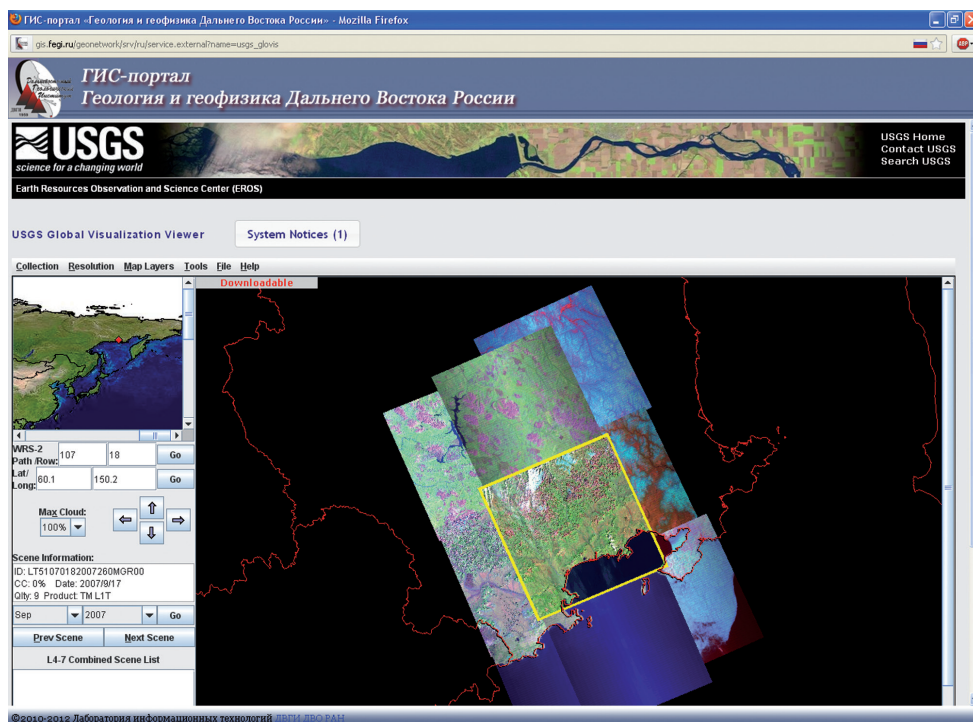 ГИС-портал «Геология и геофизика Дальнего Востока России» - Mozilla Firefox
gis.fegi.ru/geonetwork/srv/ru/service.external?name=usgs_glovis
ABP
ГИС-портал
Геология и геофизика Дальнего Востока России
USGS
science for a changing world
USGS Home
Contact USGS
Search USGS
Earth Resources Observation and Science Center (EROS)
USGS Global Visualization Viewer
System Notices (1)
Collection Resolution Map Layers Tools File Help
Downloadable
WRS-2
Path /Row: 107 18 Go
Lat/
Long: 60.1 150.2 Go
Max Cloud:
100%
Scene Information:
ID: LT51070182007260MGR00
CC: 0% Date: 2007/9/17
Qlty: 9 Product: TM L1T
Sep 2007 Go
Prev Scene Next Scene
L4-7 Combined Scene List
©2010-2012 Лаборатория информационных технологий ДВГИ ДВО РАН